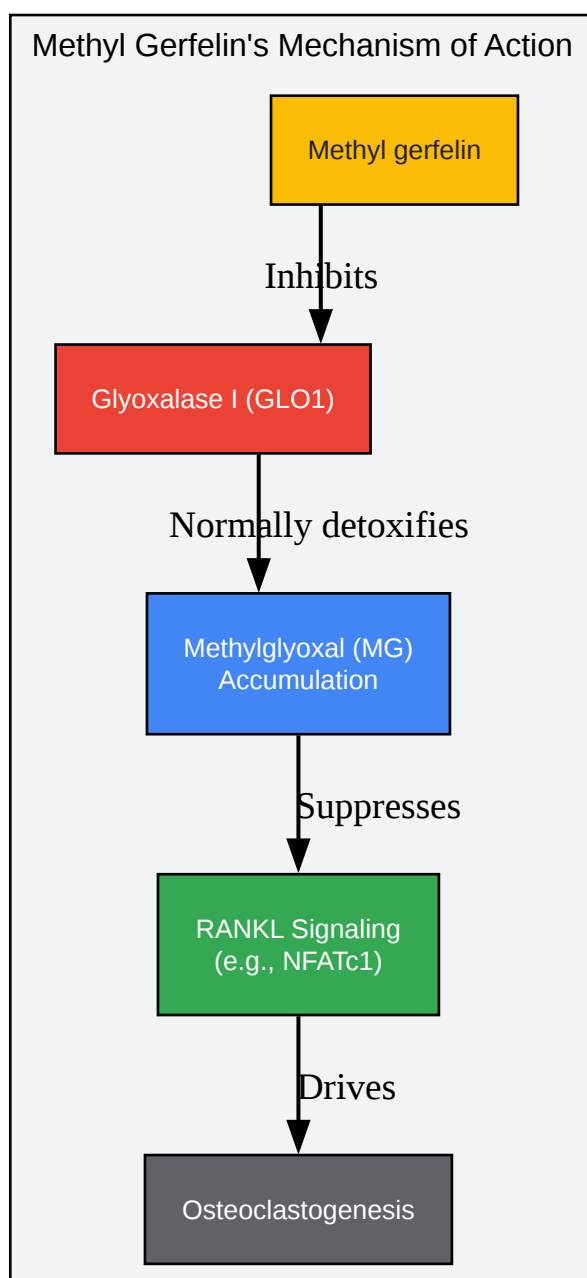 Methyl Gerfelin's Mechanism of Action
Methyl gerfelin
Inhibits
Glyoxalase I (GLO1)
Normally detoxifies
Methylglyoxal (MG)
Accumulation
Suppresses
RANKL Signaling
(e.g., NFATc1)
Drives
Osteoclastogenesis